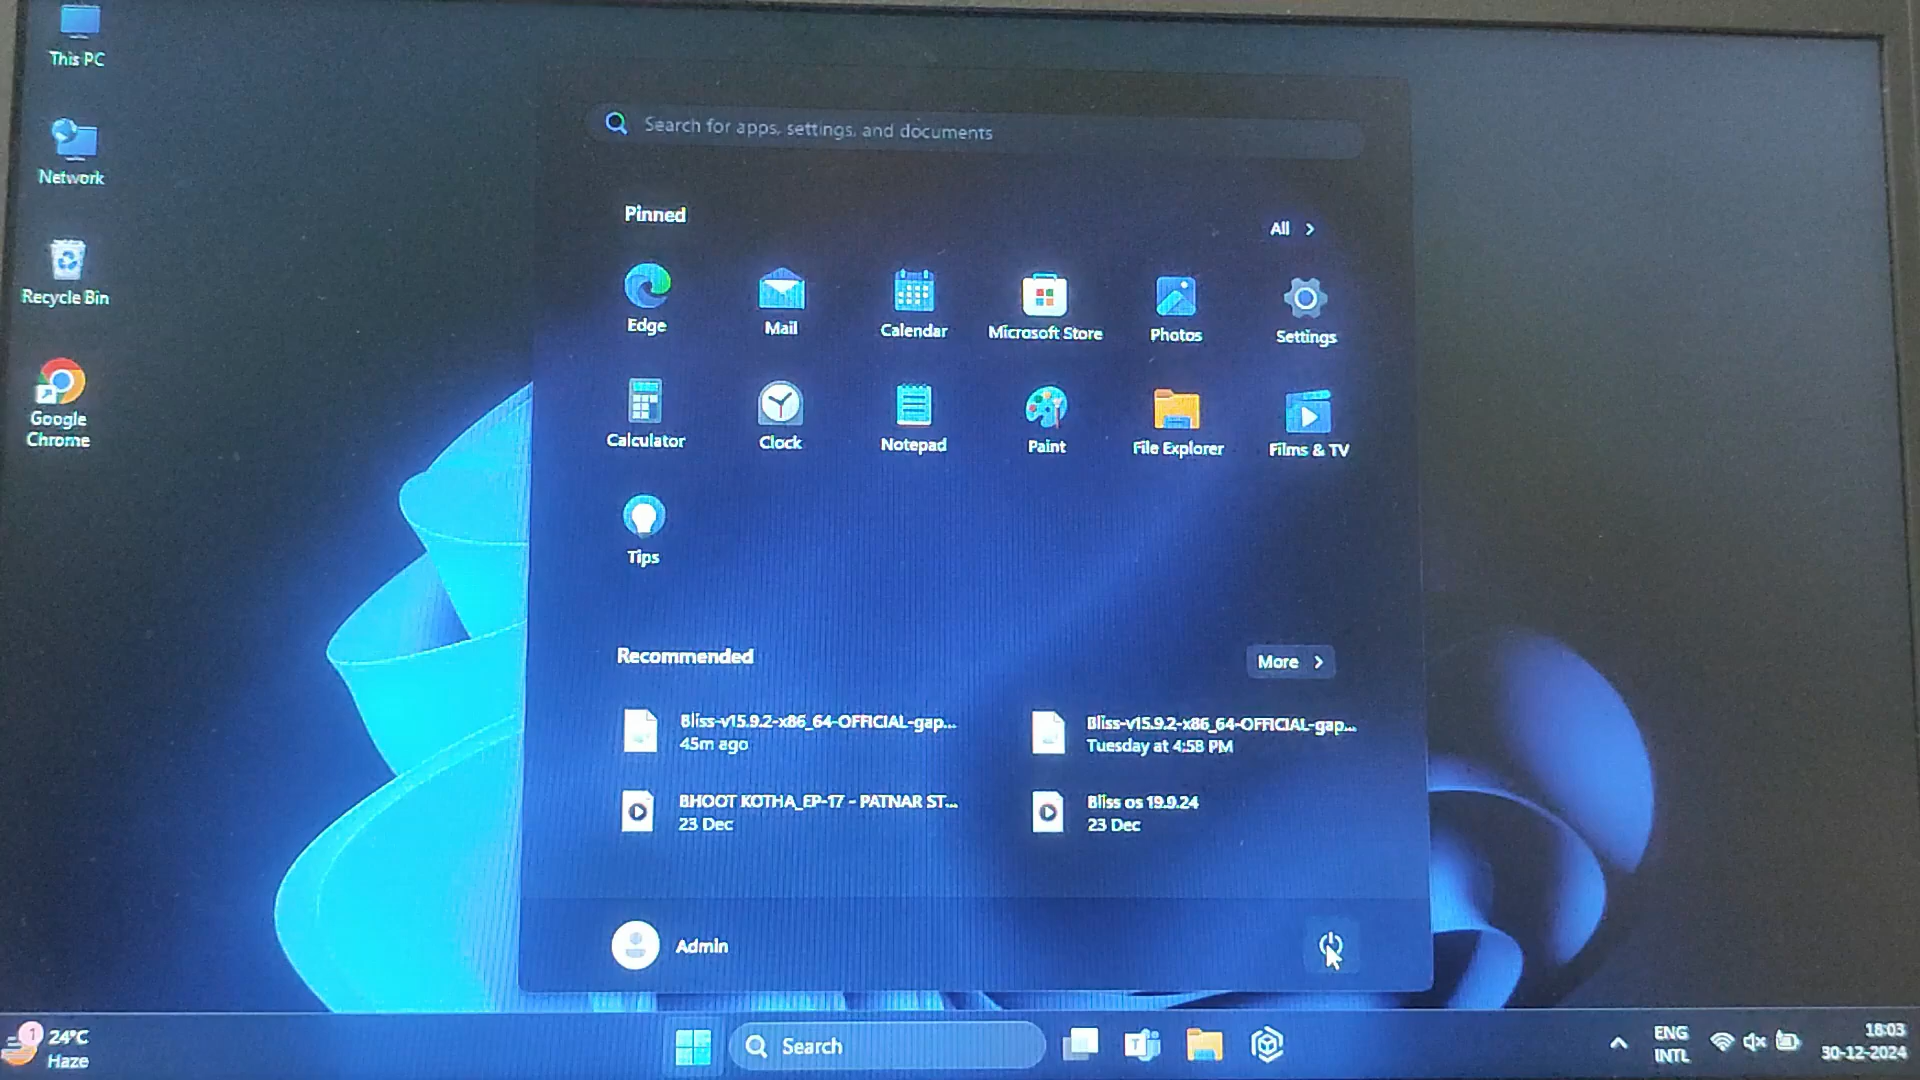 This PC
Network
Recycle Bin
Google
Chrome
Search for apps, settings, and documents
Pinned
All
Edge
Mail
Calendar
Microsoft Store
Photos
Settings
Calculator
Clock
Notepad
Paint
File Explorer
Films & TV
Tips
Recommended
More
Bliss-v15.9.2-x86_64-OFFICIAL-gap...
45m ago
Bliss-v15.9.2-x86_64-OFFICIAL-gap...
Tuesday at 4:58 PM
BHOOT KOTHA_EP-17 - PATNAR ST...
23 Dec
Bliss os 19.9.24
23 Dec
Admin
1
24°C
Haze
Search
T
ENG
INTL
18:03
30-12-2024